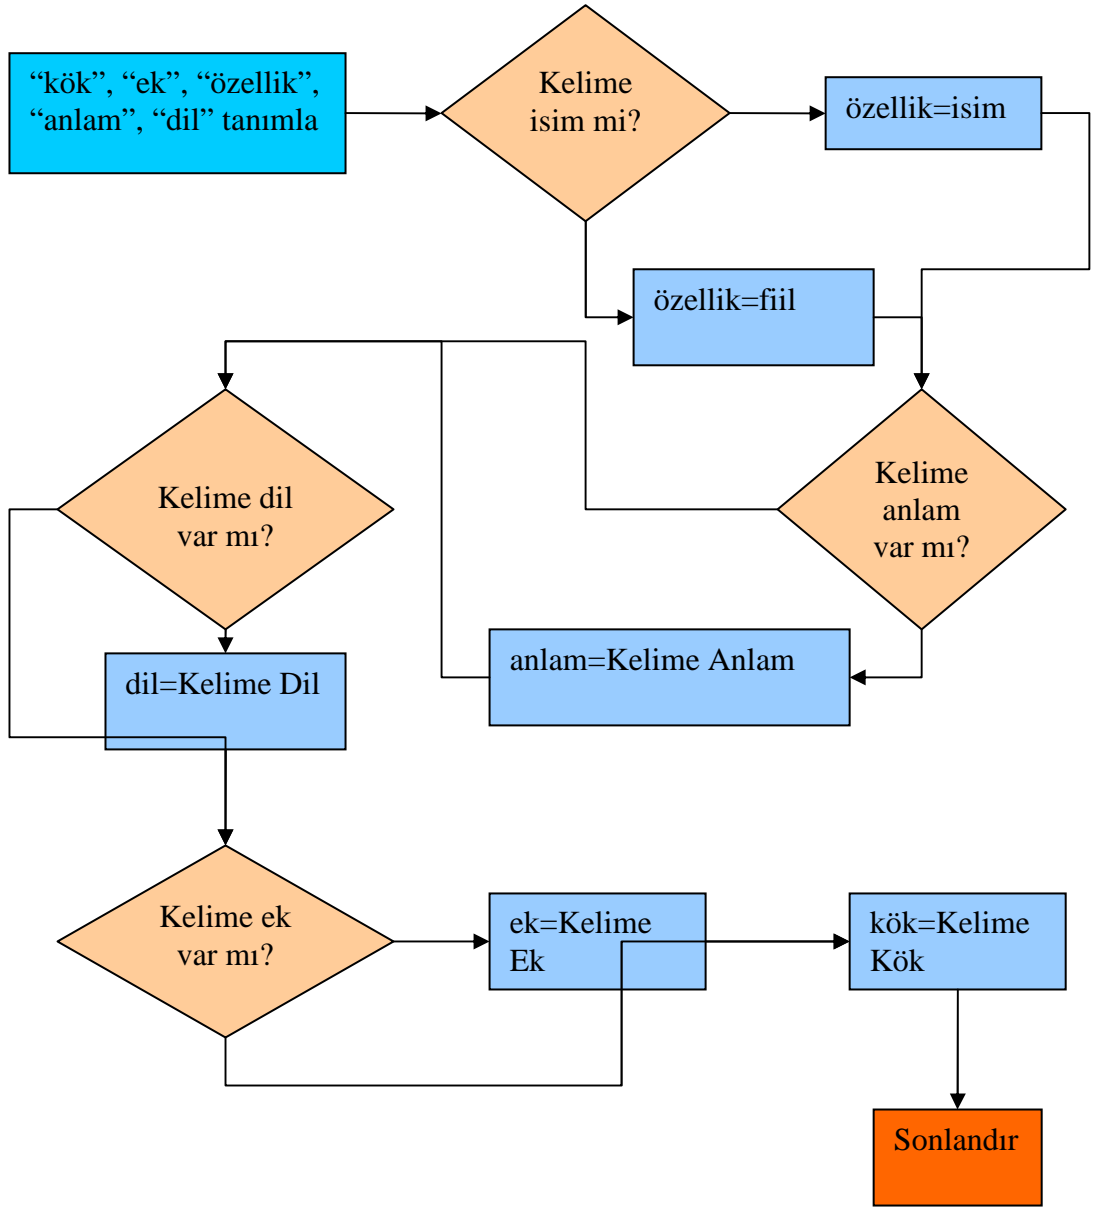 “kök”, “ek”, “özellik”,
“anlam”, “dil” tanımla
Kelime
isim mi?
özellik=isim
özellik=fiil
Kelime
anlam
var mı?
Kelime dil
var mı?
anlam=Kelime Anlam
dil=Kelime Dil
Kelime ek
var mı?
ek=Kelime
Ek
kök=Kelime
Kök
Sonlandır